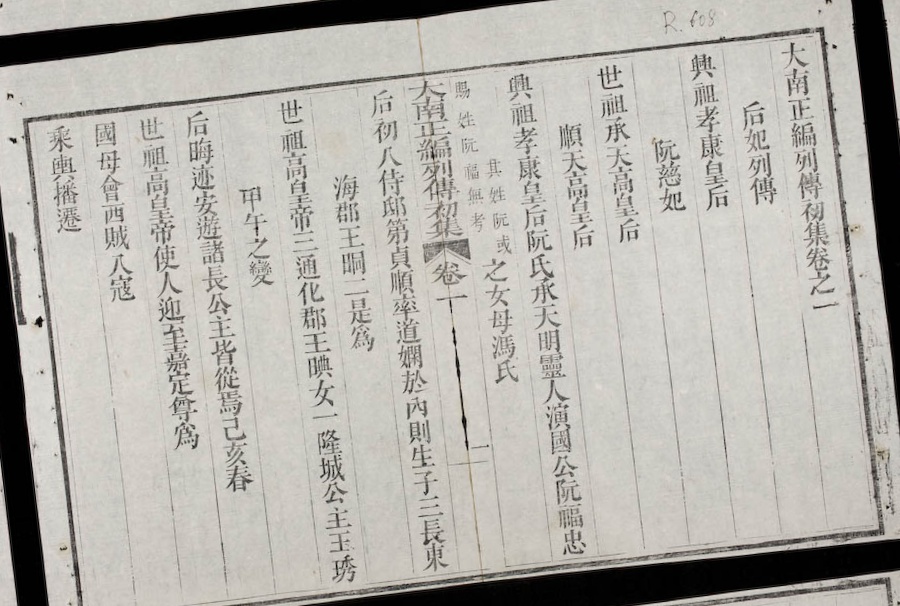 R.608
大南正編列傳初集卷之一
后妃列傳
興祖孝康皇后
阮慈妃
世祖承天高皇后
順天高皇后
興祖孝康皇后阮氏承天明靈人演國公阮福忠
其姓阮或
賜姓阮福無考
之女母馮氏
大南正編列傳初集 卷一 一
后初入侍邸第貞順率道嫻於內則生子三長東
海郡王晍二是為
世祖高皇帝三通化郡王晪女一隆城公主玉琇
甲午之變
后晦迹安遊諸長公主皆從焉己亥春
世祖高皇帝使人迎至嘉定尊為
國母會西賊入寇
乘輿播遷